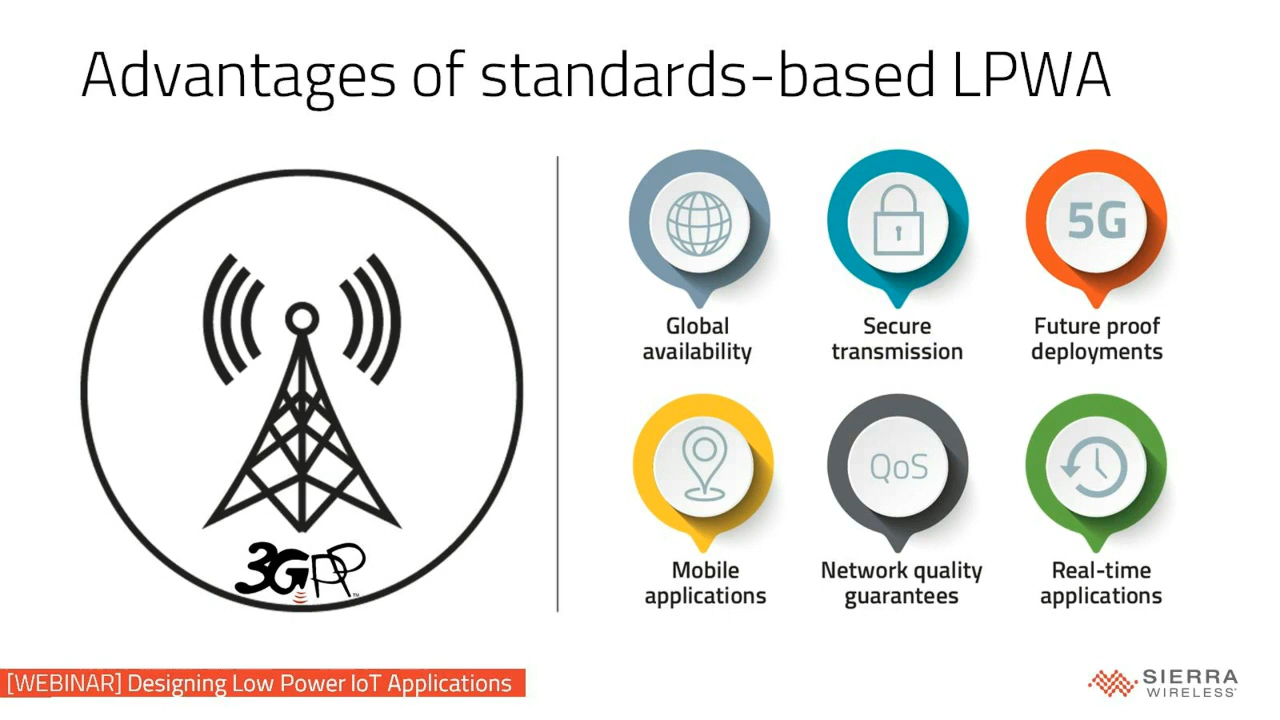 Advantages of standards-based LPWA
3GPP™
5G
Global
availability
Secure
transmission
Future proof
deployments
QoS
Mobile
applications
Network quality
guarantees
Real-time
applications
[WEBINAR] Designing Low Power IoT Applications
SIERRA
WIRELESS